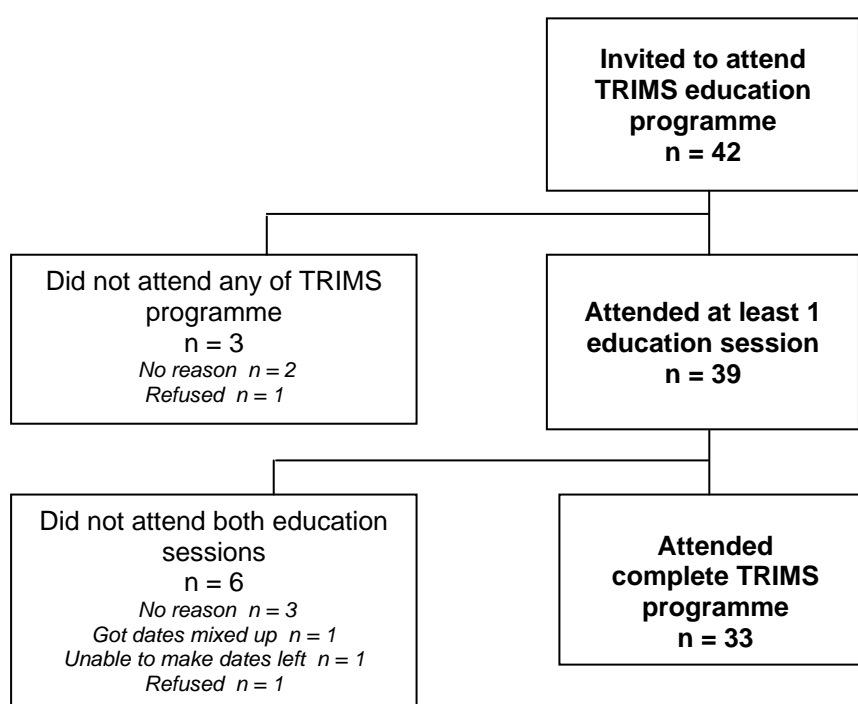 Invited to attend
TRIMS education
programme
n = 42
Did not attend any of TRIMS
programme
n = 3
No reason n = 2
Refused n = 1
Attended at least 1
education session
n = 39
Did not attend both education
sessions
n = 6
No reason n = 3
Got dates mixed up n = 1
Unable to make dates left n = 1
Refused n = 1
Attended
complete TRIMS
programme
n = 33